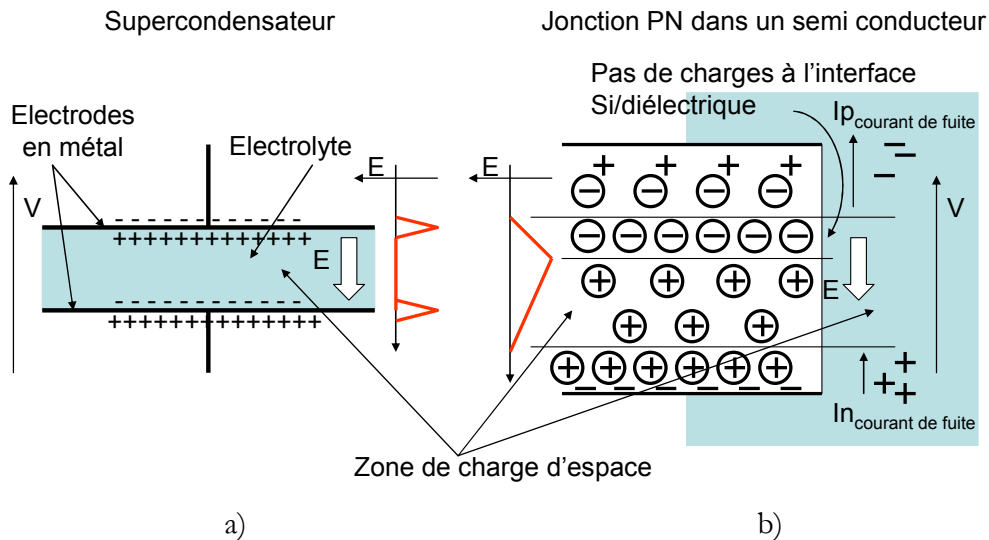 Supercondensateur
Jonction PN dans un semi conducteur
Pas de charges à l'interface
Si/diélectrique
Electrodes
en métal
Electrolyte
E
E
Ip courant de fuite
V
- - - - - - - - - - - -
+++++++++++++
E
- - - - - - - - - - - -
++++++++++++++
+ + + +
− − − −
− − − − − −
+ + + +
+ + +
+ + + + + +
− − − − − −
− − −
V
E
+ + +
In courant de fuite
Zone de charge d'espace
a)
b)